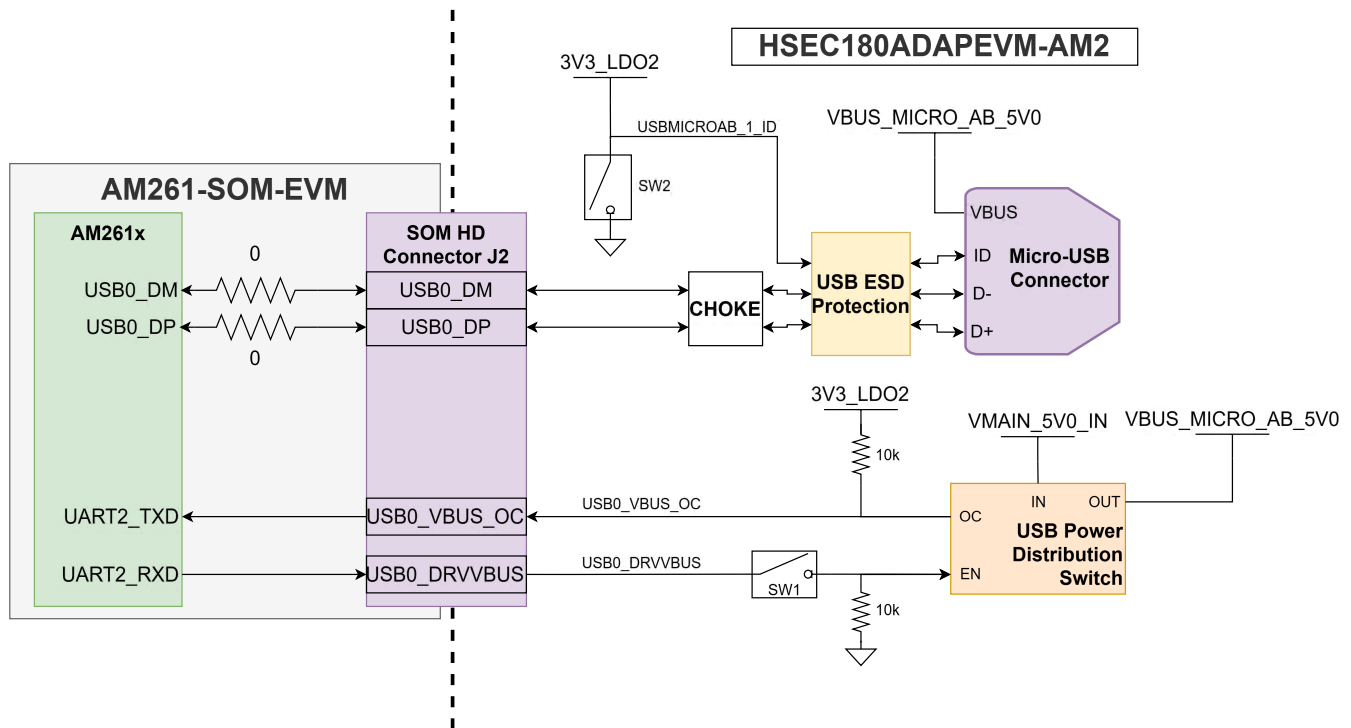 HSEC180ADAPEVM-AM2
3V3_LDO2
USBMICROAB_1_ID
SW2
VBUS_MICRO_AB_5V0
AM261-SOM-EVM
AM261x
SOM HD
Connector J2
0
USB0_DM
USB0_DM
USB0_DP
USB0_DP
0
CHOKE
USB ESD
Protection
VBUS
ID
D-
D+
Micro-USB
Connector
3V3_LDO2
10k
VMAIN_5V0_IN
VBUS_MICRO_AB_5V0
UART2_TXD
USB0_VBUS_OC
USB0_VBUS_OC
OC
IN
OUT
USB Power
Distribution
Switch
EN
UART2_RXD
USB0_DRVVBUS
USB0_DRVVBUS
SW1
10k